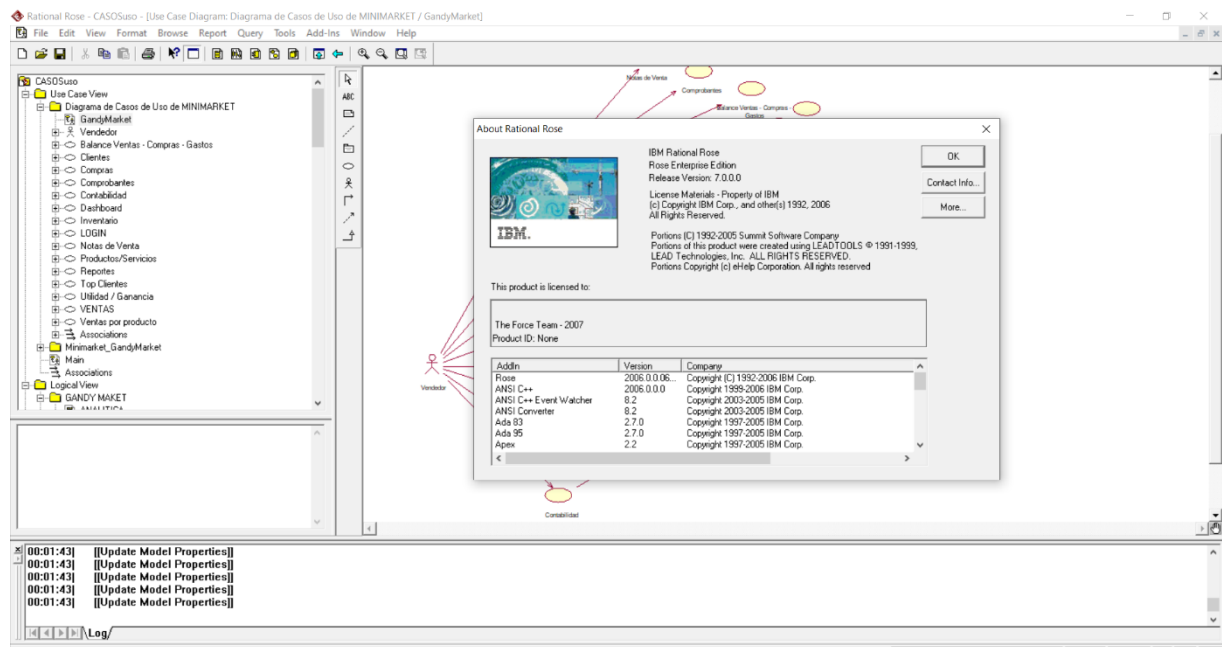 Rational Rose - CASOSuso - [Use Case Diagram: Diagrama de Casos de Uso de MINIMARKET / GandyMarket]
File Edit View Format Browse Report Query Tools Add-Ins Window Help
CASOSuso
Use Case View
Diagrama de Casos de Uso de MINIMARKET
GandyMarket
Vendedor
Balance Ventas - Compras - Gastos
Clientes
Compras
Comprobantes
Contabilidad
Dashboard
Inventario
LOGIN
Notas de Venta
Productos/Servicios
Reportes
Top Clientes
Utilidad / Ganancia
VENTAS
Ventas por producto
Associations
Minimarket_GandyMarket
Main
Associations
Logical View
GANDY MAKET
ANALITICA
ABC
Notas de Venta
Comprobantes
Balance Ventas - Compras -
Gastos
Vendedor
Contabilidad
About Rational Rose
IBM Rational Rose
Rose Enterprise Edition
Release Version: 7.0.0.0
License Materials - Property of IBM
(c) Copyright IBM Corp., and other(s) 1992, 2006
All Rights Reserved.
Portions (C) 1992-2005 Summit Software Company
Portions of this product were created using LEADTOOLS © 1991-1999,
LEAD Technologies, Inc. ALL RIGHTS RESERVED.
Portions Copyright (c) eHelp Corporation. All rights reserved
IBM.
OK
Contact Info...
More...
This product is licensed to:
The Force Team - 2007
Product ID: None
AddIn Version Company
Rose 2006.0.0.06... Copyright (C) 1992-2006 IBM Corp.
ANSI C++ 2006.0.0.0 Copyright 1999-2006 IBM Corp.
ANSI C++ Event Watcher 8.2 Copyright 2003-2005 IBM Corp.
ANSI Converter 8.2 Copyright 2003-2005 IBM Corp.
Ada 83 2.7.0 Copyright 1997-2005 IBM Corp.
Ada 95 2.7.0 Copyright 1997-2005 IBM Corp.
Apex 2.2 Copyright 1997-2005 IBM Corp.
00:01:43| [[Update Model Properties]]
00:01:43| [[Update Model Properties]]
00:01:43| [[Update Model Properties]]
00:01:43| [[Update Model Properties]]
00:01:43| [[Update Model Properties]]
Log